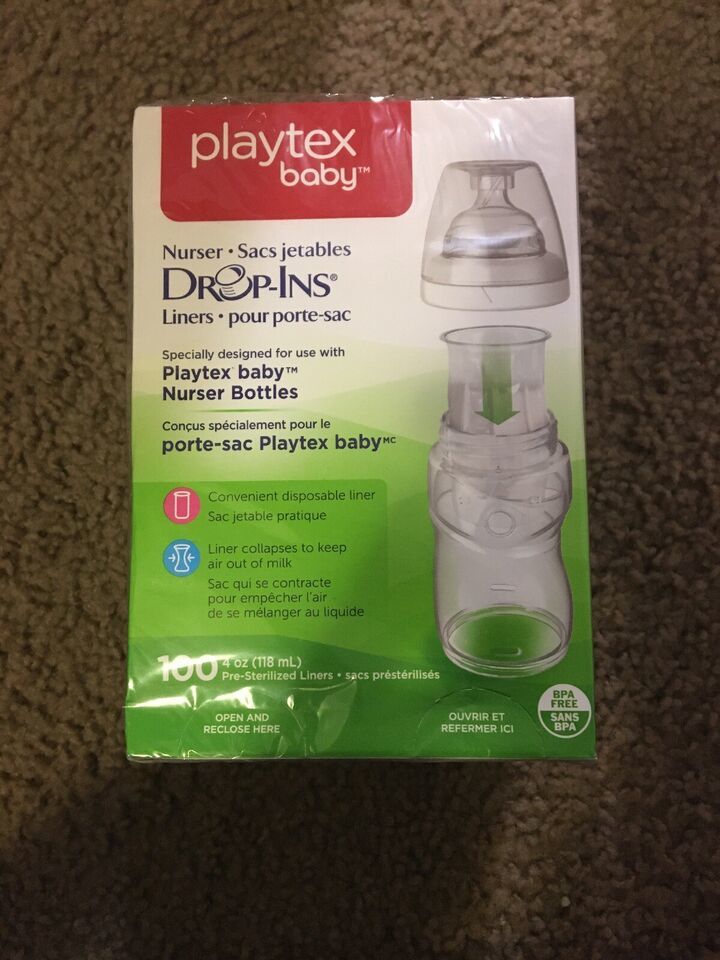 playtex
baby™
Nurser • Sacs jetables
DROP-INS®
Liners • pour porte-sac
Specially designed for use with
Playtex baby™
Nurser Bottles
Conçus spécialement pour le
porte-sac Playtex babyMC
Convenient disposable liner
Sac jetable pratique
Liner collapses to keep
air out of milk
Sac qui se contracte
pour empêcher l'air
de se mélanger au liquide
100 4 oz (118 mL)
Pre-Sterilized Liners • sacs préstérilisés
OPEN AND
RECLOSE HERE
OUVRIR ET
REFERMER ICI
BPA
FREE
SANS
BPA